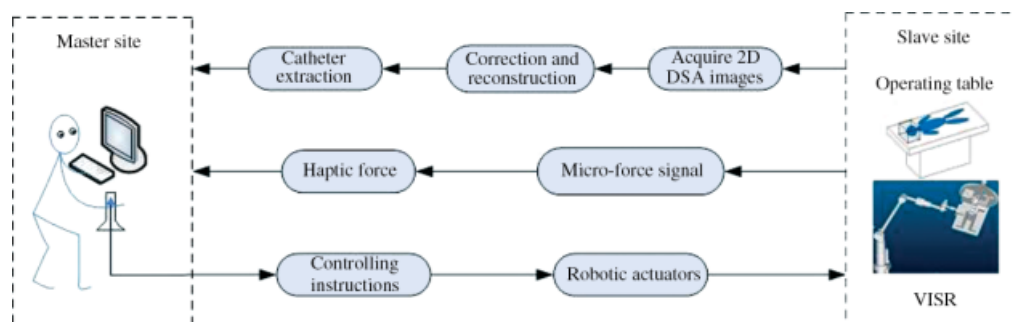 Master site
Catheter
extraction
Correction and
reconstruction
Acquire 2D
DSA images
Slave site
Operating table
Haptic force
Micro-force signal
Controlling
instructions
Robotic actuators
VISR